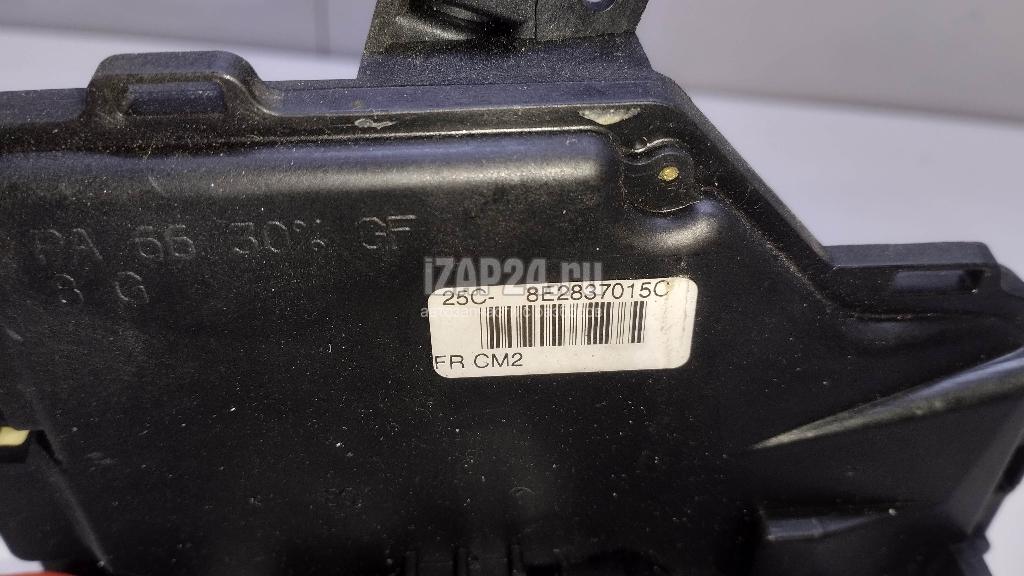 PA 66 30% GF
3 G
iZAP24.ru
25C- 8E2837015C
FR CM2